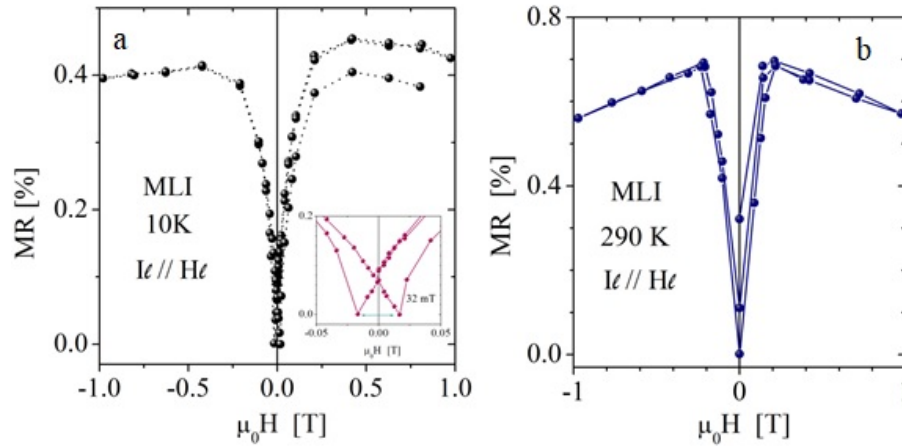 a
MR [%]
0.4
0.2
0.0
MLI
10K
Iℓ // Hℓ
0.2
0.0
32 mT
-0.05
0.00
0.05
μ₀H [T]
-1.0
-0.5
0.0
0.5
1.0
μ₀H [T]
b
MR [%]
0.8
0.4
0.0
MLI
290 K
Iℓ // Hℓ
-1
0
μ₀H [T]